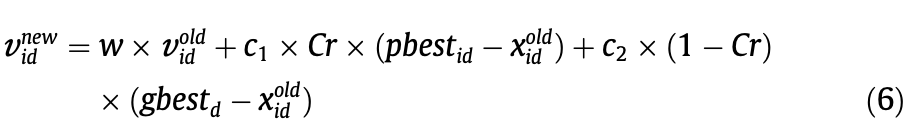 v_{id}^{new} = w × v_{id}^{old} + c_1 × Cr × (pbest_{id} − x_{id}^{old}) + c_2 × (1 − Cr)
× (gbest_d − x_{id}^{old}) (6)